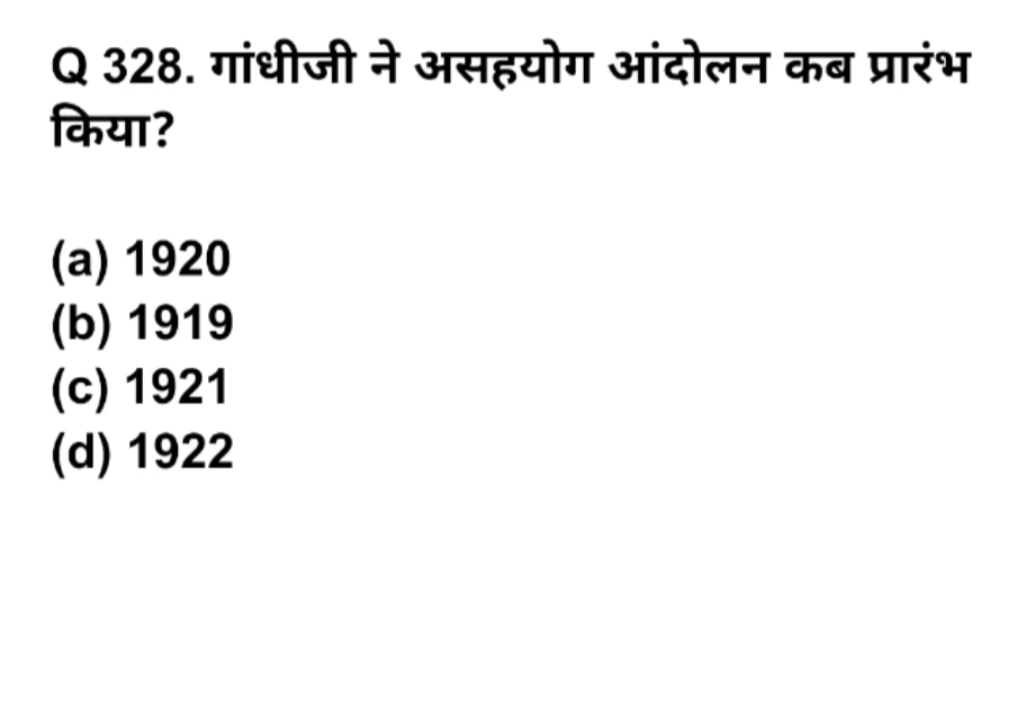 Q 328. गांधीजी ने असहयोग आंदोलन कब प्रारंभ
किया?
(a) 1920
(b) 1919
(c) 1921
(d) 1922